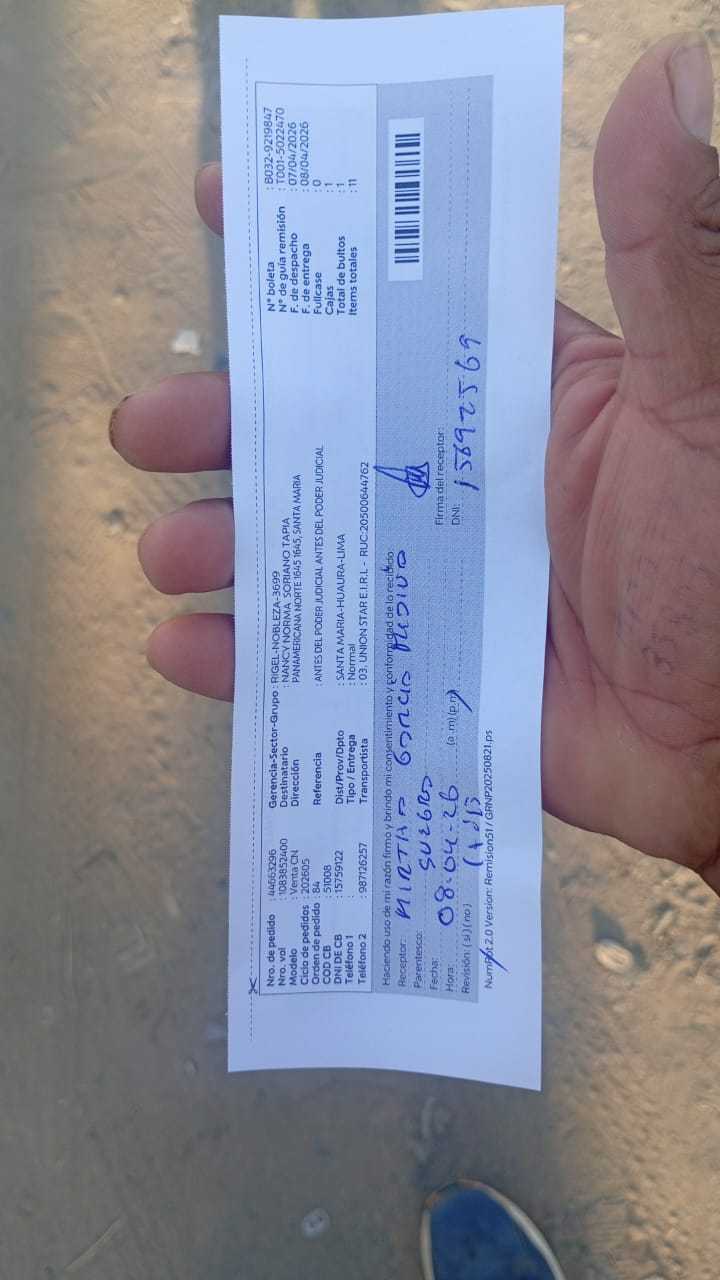 Nro. de pedido : 44663296
Nro. vol : 1083852400
Modelo : Venta CN
Ciclo de pedidos : 202605
Orden de pedido : 84
COD CB : 51008
DNI DE CB : 15759122
Teléfono 1 :
Teléfono 2 : 987126257
Gerencia-Sector-Grupo : RIGEL-NOBLEZA-3699
Destinatario : NANCY NORMA SORIANO TAPIA
Dirección PANAMERICANA NORTE 1645 1645, SANTA MARIA
Referencia : ANTES DEL PODER JUDICIAL ANTES DEL PODER JUDICIAL
Dist/Prov/Dpto : SANTA MARIA-HUAURA-LIMA
Tipo / Entrega : Normal
Transportista : 03. UNION STAR E.I.R.L - RUC:20500644762
N° boleta : B032-9219847
N° de guía remisión : T001-5022470
F. de despacho : 07/04/2026
F. de entrega : 08/04/2026
Fullcase : 0
Cajas : 1
Total de bultos : 1
Items totales : 11
Haciendo uso de mi razón firmo y brindo mi consentimiento y conformidad de lo recibido
Receptor: MIRTHA GARCIA
Parentesco: SUEGRA
Fecha: 08.04.26
Hora: (a.m)(p.m)
Revisión: (si)(no)
Firma del receptor:
DNI: 15692569
Numbot 2.0 Version: Remision51 / GRNP20250821.ps